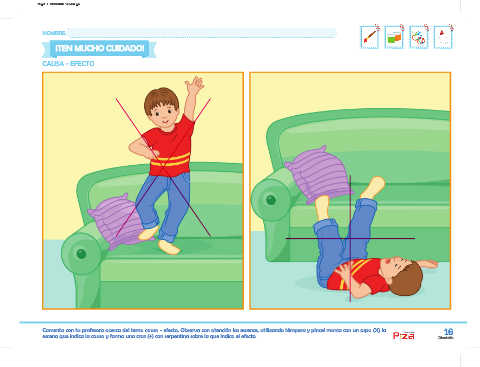 NOMBRE:
¡TEN MUCHO CUIDADO!
CAUSA - EFECTO
Comenta con tu profesora acerca del tema causa - efecto. Observa con atención las escenas, utilizando témpera y pincel marca con un aspa (X) la
escena que indica la causa y forma una cruz (+) con serpentina sobre la que indica el efecto.
16